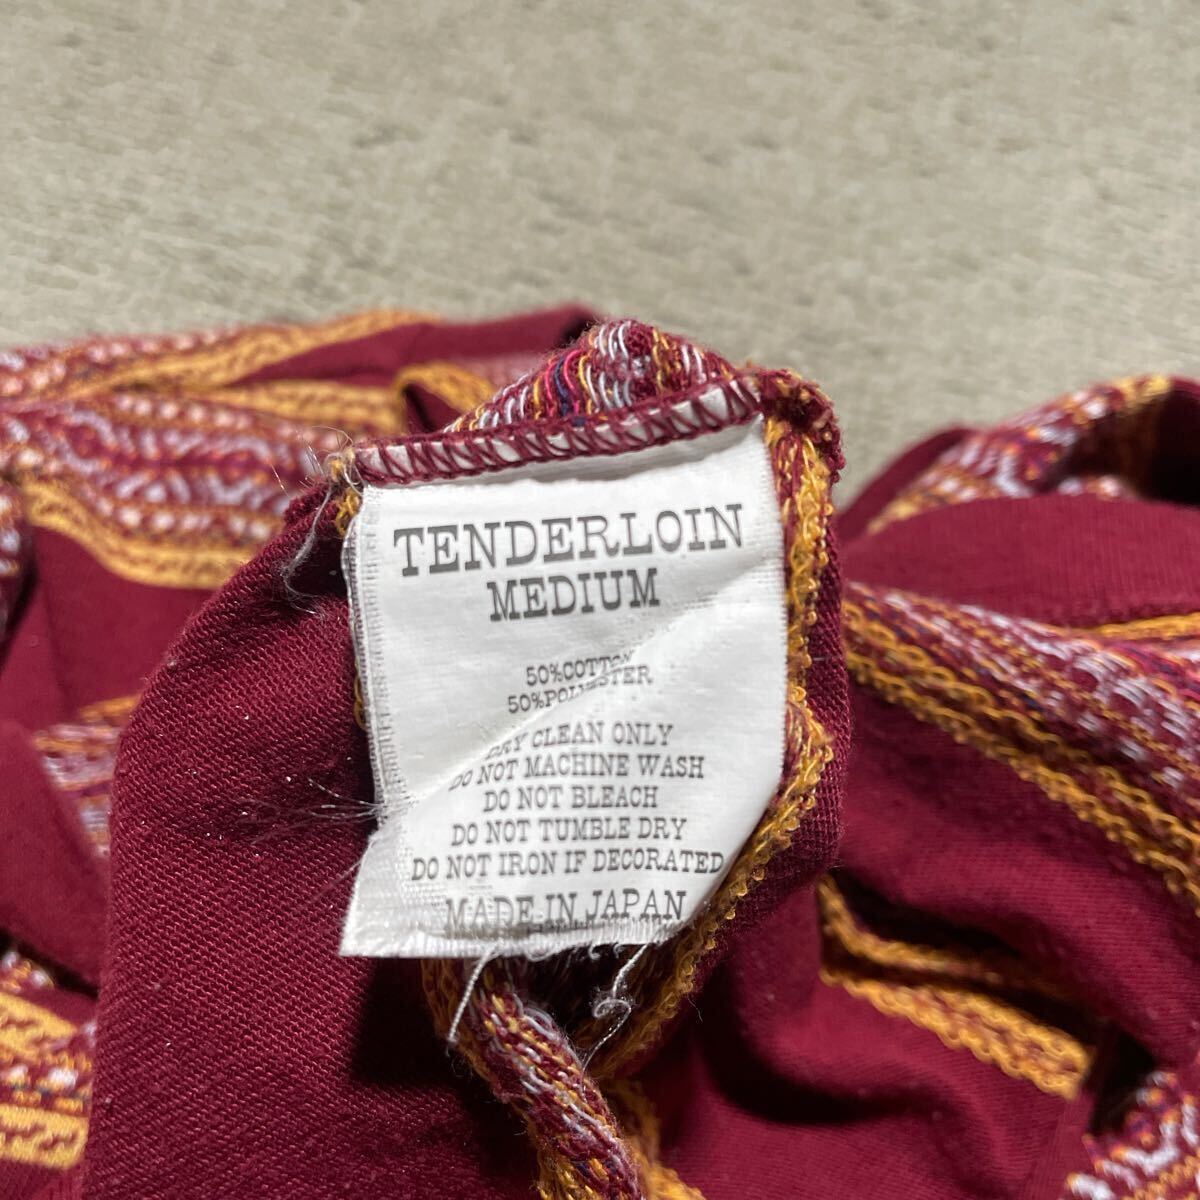 TENDERLOIN
MEDIUM
50%COTTON
50%POLYESTER
DRY CLEAN ONLY
DO NOT MACHINE WASH
DO NOT BLEACH
DO NOT TUMBLE DRY
DO NOT IRON IF DECORATED
MADE IN JAPAN